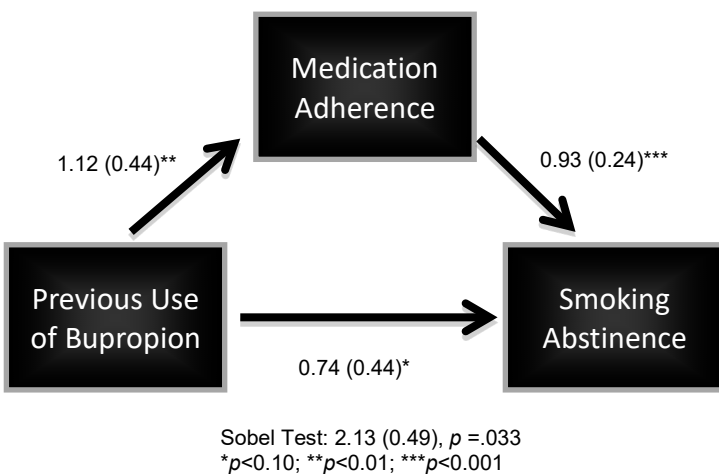 Medication
Adherence
1.12 (0.44)**
0.93 (0.24)***
Previous Use
of Bupropion
Smoking
Abstinence
0.74 (0.44)*
Sobel Test: 2.13 (0.49), p =.033
*p<0.10; **p<0.01; ***p<0.001